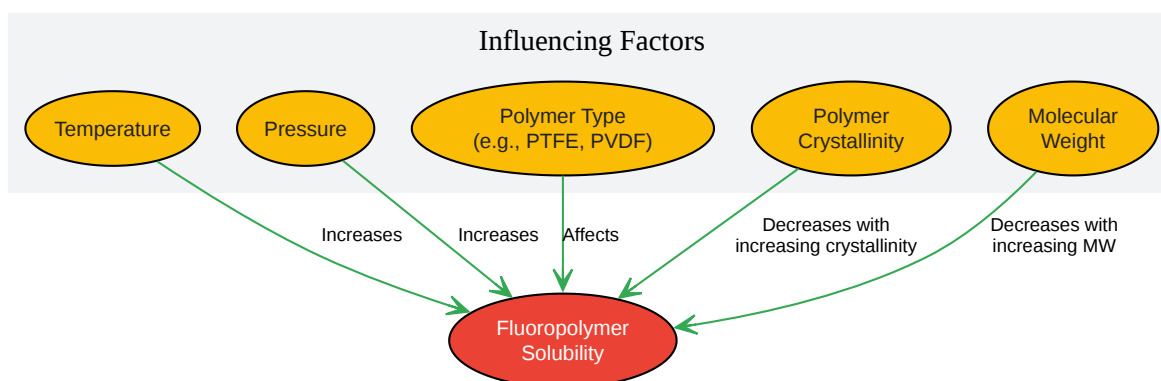 Influencing Factors
Temperature
Pressure
Polymer Type
(e.g., PTFE, PVDF)
Polymer
Crystallinity
Molecular
Weight
Increases
Increases
Affects
Decreases with
increasing crystallinity
Decreases with
increasing MW
Fluoropolymer
Solubility